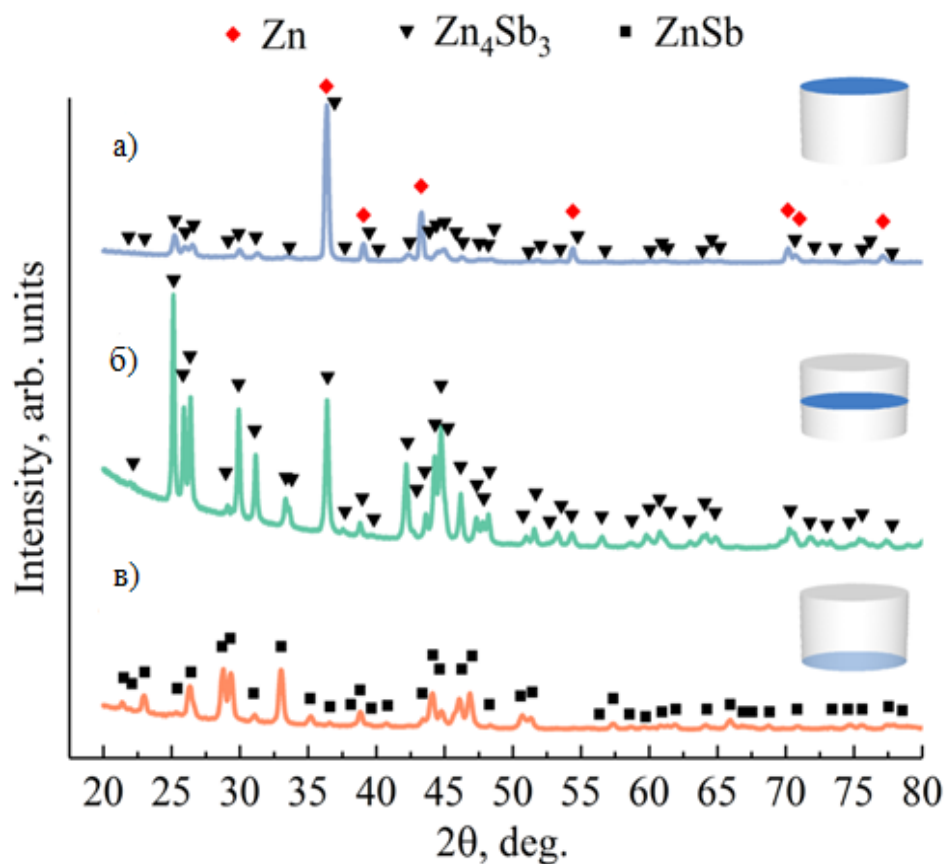 Zn Zn₄Sb₃ ZnSb
а)
б)
в)
Intensity, arb. units
20 25 30 35 40 45 50 55 60 65 70 75 80
2θ, deg.